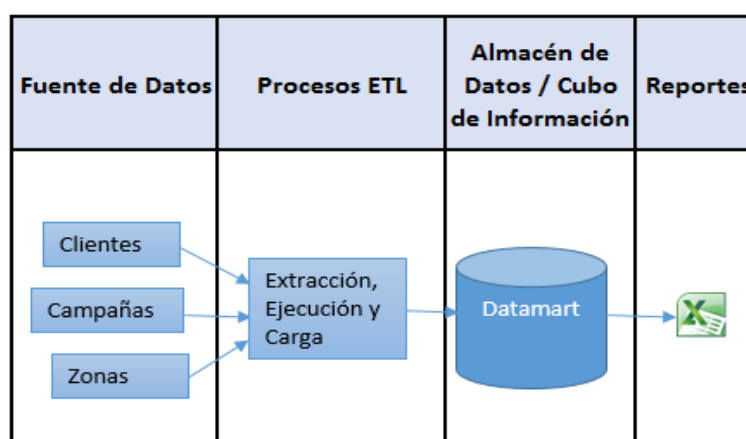 Fuente de Datos
Procesos ETL
Almacén de
Datos / Cubo
de Información
Reportes
Clientes
Campañas
Zonas
Extracción,
Ejecución y
Carga
Datamart